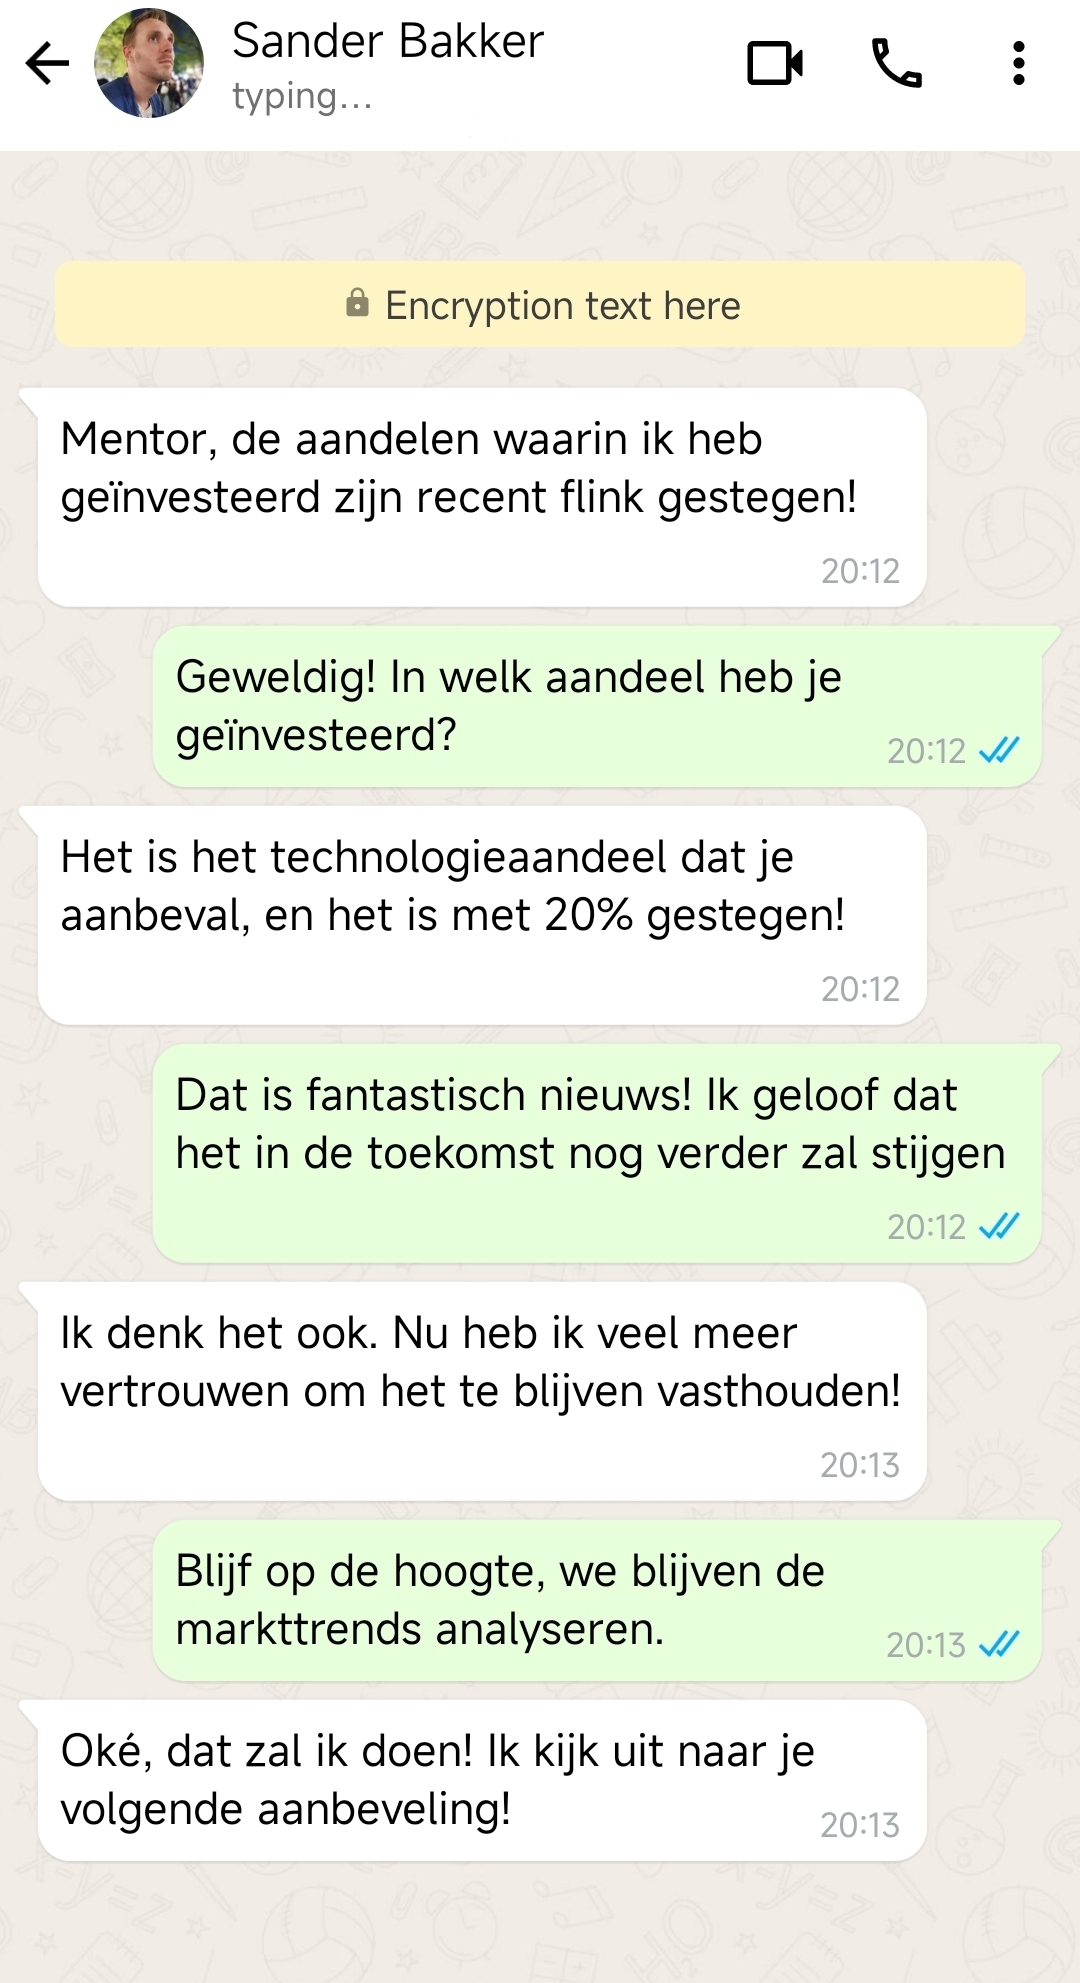 Sander Bakker
typing...
Encryption text here
Mentor, de aandelen waarin ik heb
geïnvesteerd zijn recent flink gestegen!
20:12
Geweldig! In welk aandeel heb je
geïnvesteerd?
20:12
Het is het technologieaandeel dat je
aanbeval, en het is met 20% gestegen!
20:12
Dat is fantastisch nieuws! Ik geloof dat
het in de toekomst nog verder zal stijgen
20:12
Ik denk het ook. Nu heb ik veel meer
vertrouwen om het te blijven vasthouden!
20:13
Blijf op de hoogte, we blijven de
markttrends analyseren.
20:13
Oké, dat zal ik doen! Ik kijk uit naar je
volgende aanbeveling!
20:13